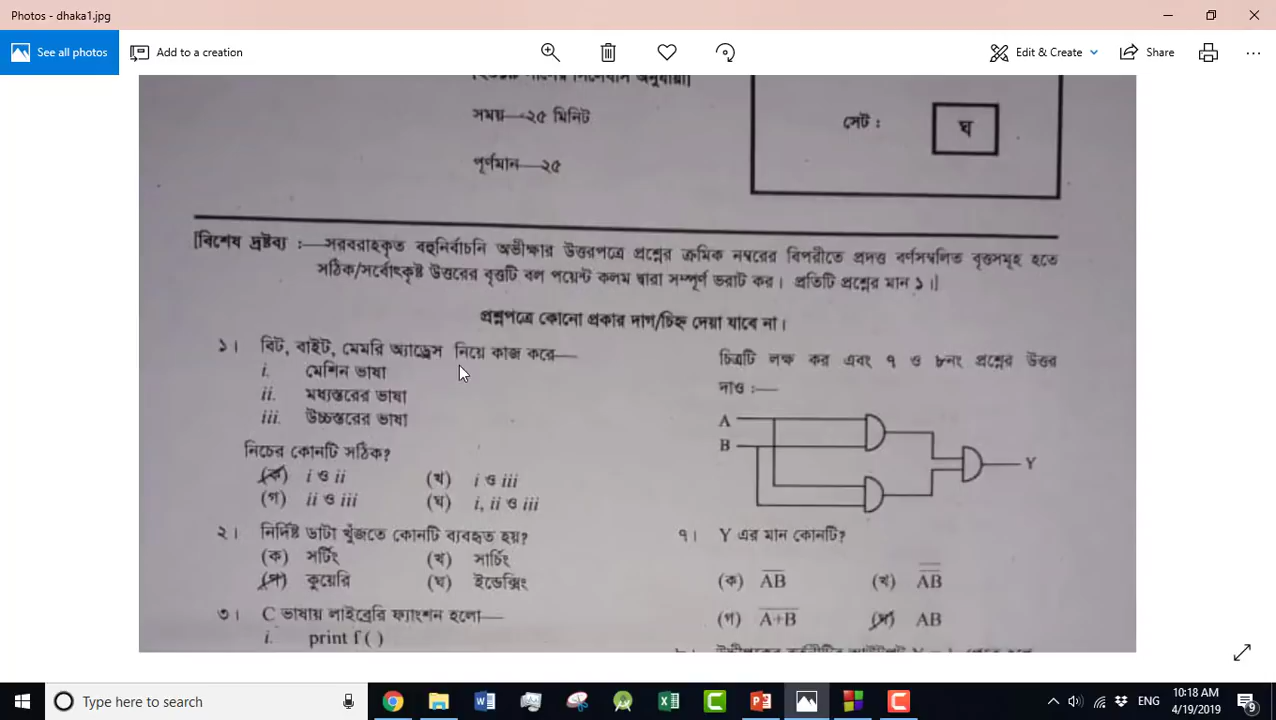 Photos - dhaka1.jpg
See all photos
Add to a creation
Edit & Create
Share
সময়—২৫ মিনিট
পূর্ণমান—২৫
সেট :
ঘ
[বিশেষ দ্রষ্টব্য :—সরবরাহকৃত বহুনির্বাচনি অভীক্ষার উত্তরপত্রে প্রশ্নের ক্রমিক নম্বরের বিপরীতে প্রদত্ত বর্ণসম্বলিত বৃত্তসমূহ হতে
সঠিক/সর্বোৎকৃষ্ট উত্তরের বৃত্তটি বল পয়েন্ট কলম দ্বারা সম্পূর্ণ ভরাট কর। প্রতিটি প্রশ্নের মান ১।]
প্রশ্নপত্রে কোনো প্রকার দাগ/চিহ্ন দেয়া যাবে না।
১। বিট, বাইট, মেমরি অ্যাড্রেস নিয়ে কাজ করে—
i. মেশিন ভাষা
ii. মধ্যস্তরের ভাষা
iii. উচ্চস্তরের ভাষা
নিচের কোনটি সঠিক?
(ক) i ও ii (খ) i ও iii
(গ) ii ও iii (ঘ) i, ii ও iii
২। নির্দিষ্ট ডাটা খুঁজতে কোনটি ব্যবহৃত হয়?
(ক) সর্টিং (খ) সার্চিং
(গ) কুয়েরি (ঘ) ইন্ডেক্সিং
৩। C ভাষায় লাইব্রেরি ফ্যাংশন হলো—
i. print f ( )
চিত্রটি লক্ষ কর এবং ৭ ও ৮নং প্রশ্নের উত্তর
দাও :—
A
B
Y
৭। Y এর মান কোনটি?
(ক) A̅B̅ (খ) A̿B̿
(গ) A̅+̅B̅ (ঘ) AB
Type here to search
ENG
10:18 AM
4/19/2019
9